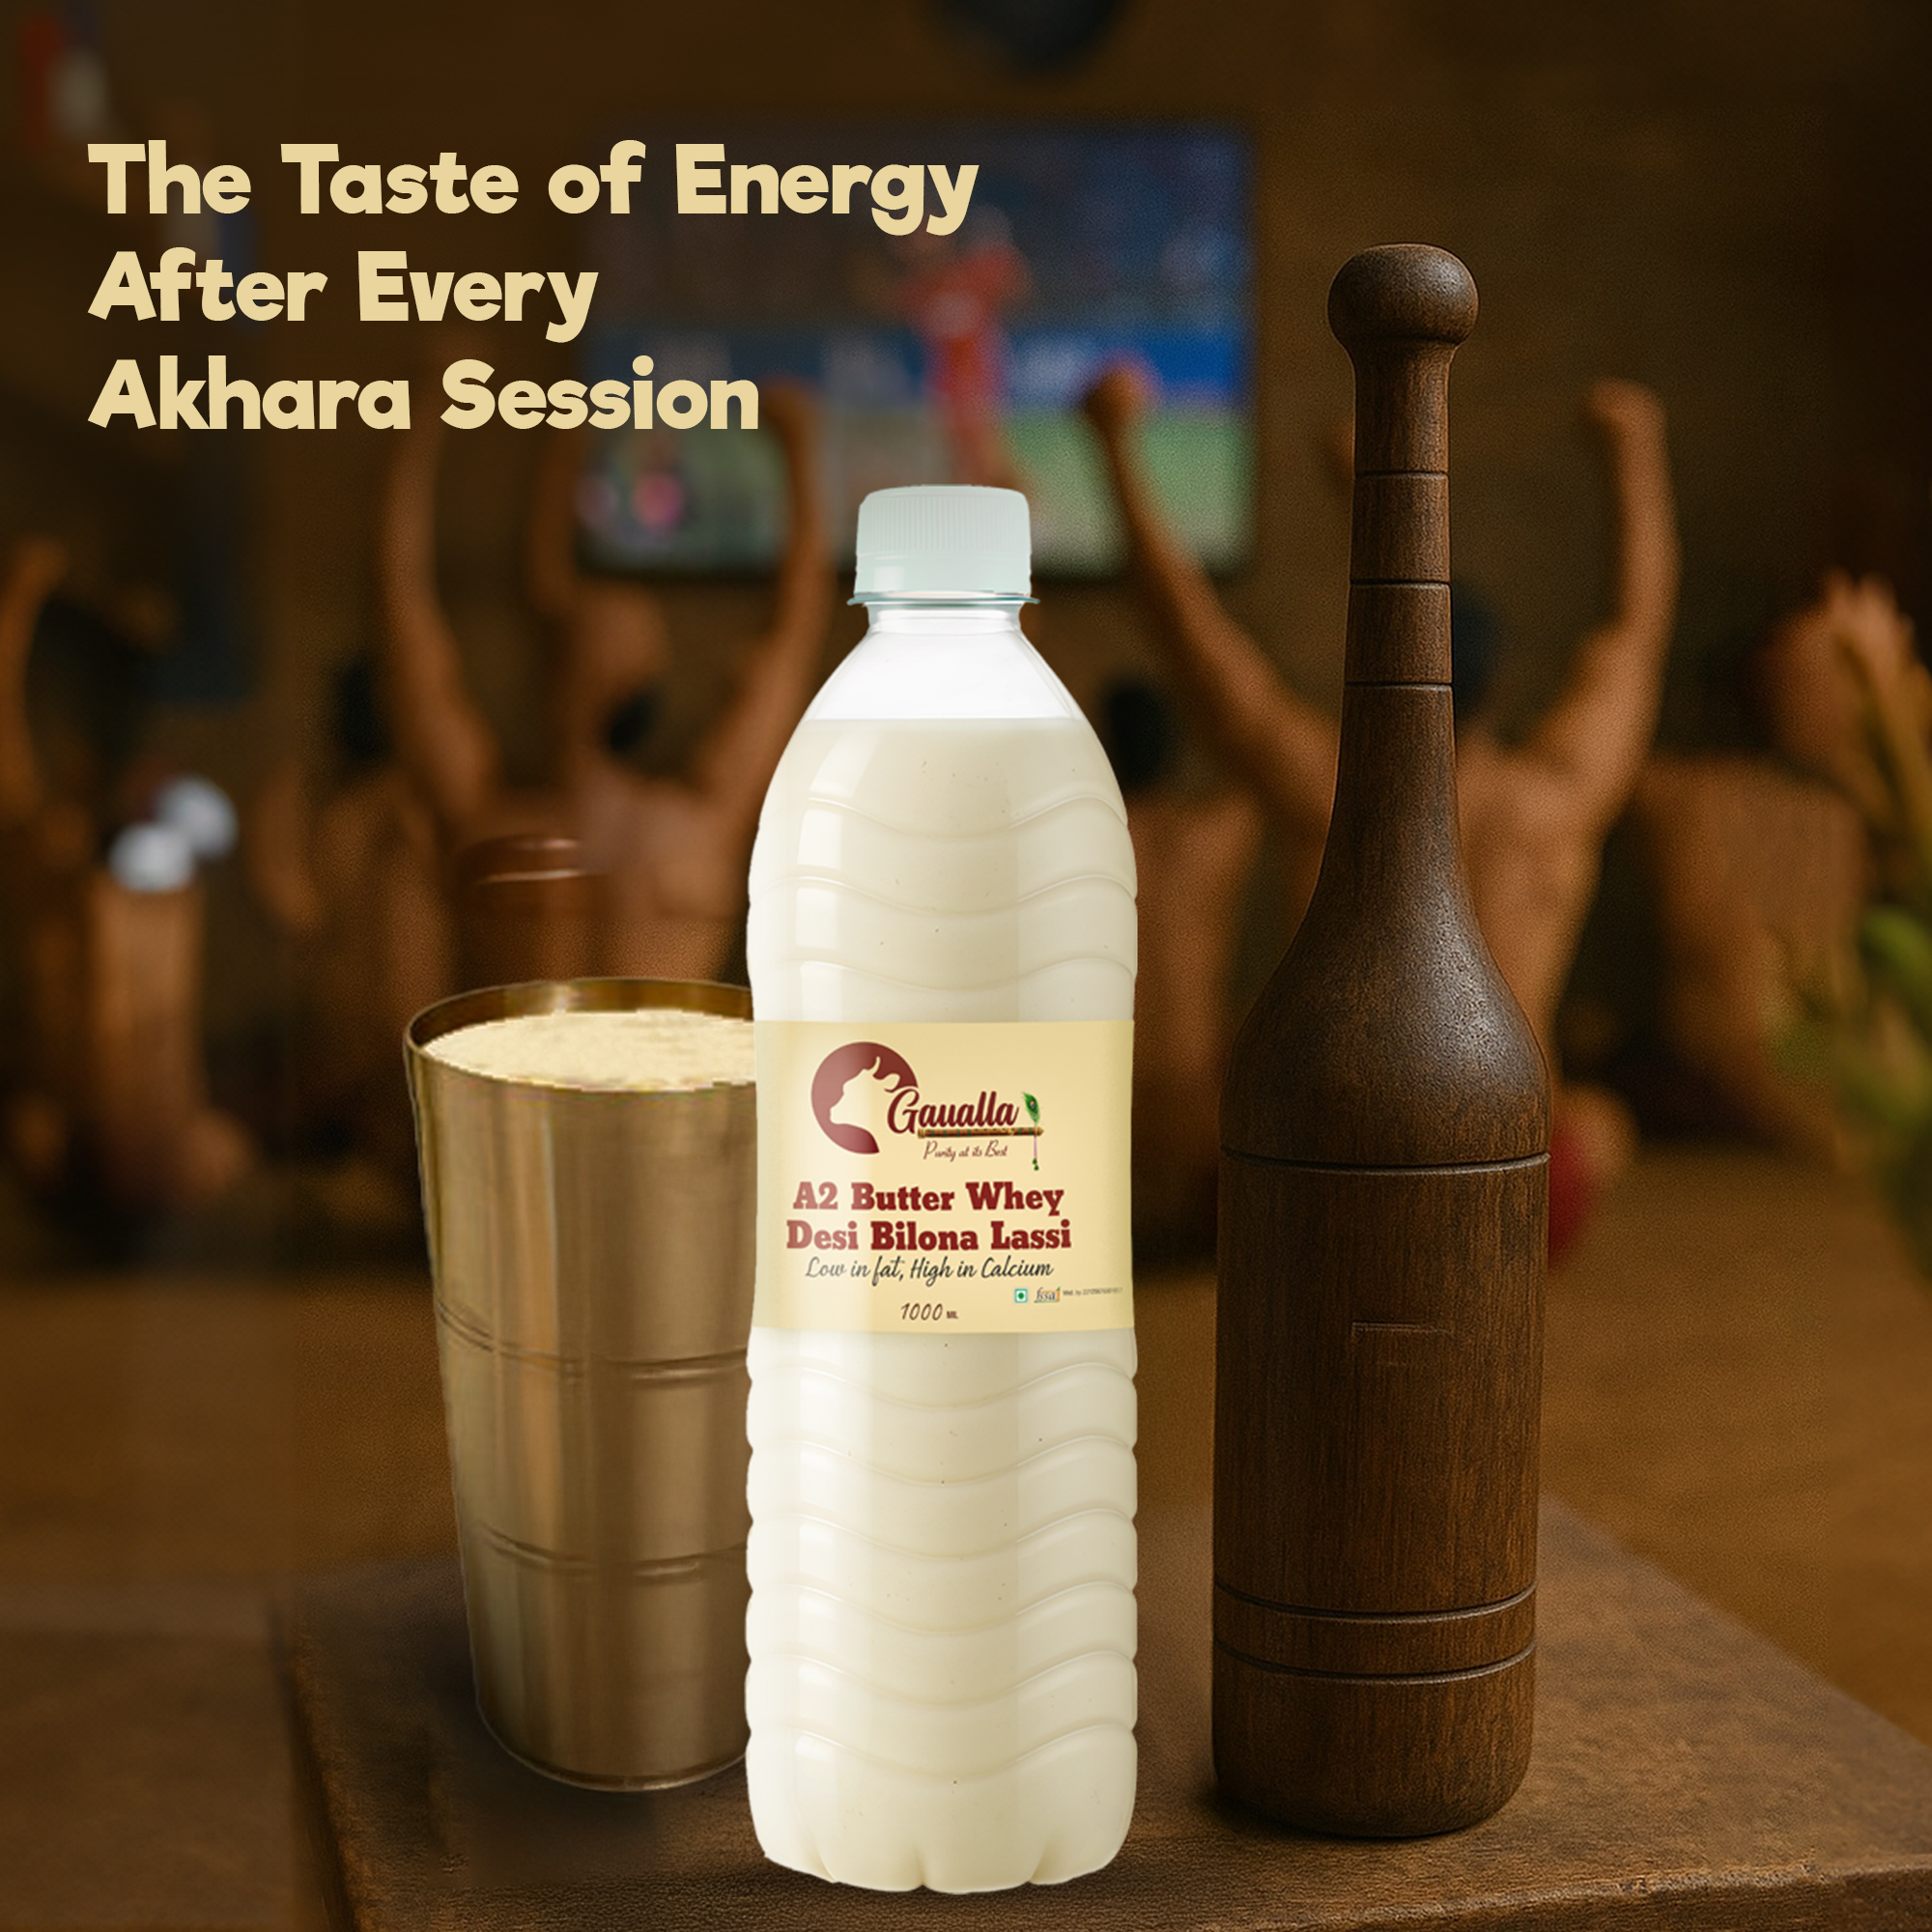 The Taste of Energy
After Every
Akhara Session
Gaualla
Purity at its Best
A2 Butter Whey
Desi Bilona Lassi
Low in fat, High in Calcium
fssai
1000 ML